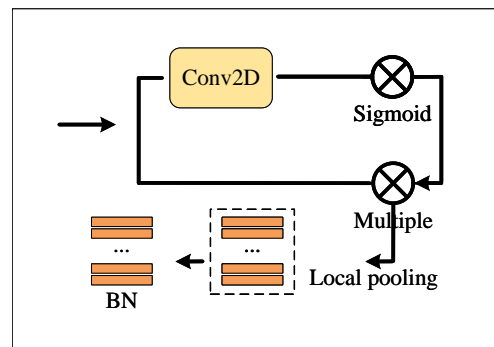 Conv2D
Sigmoid
Multiple
...
...
Local pooling
BN